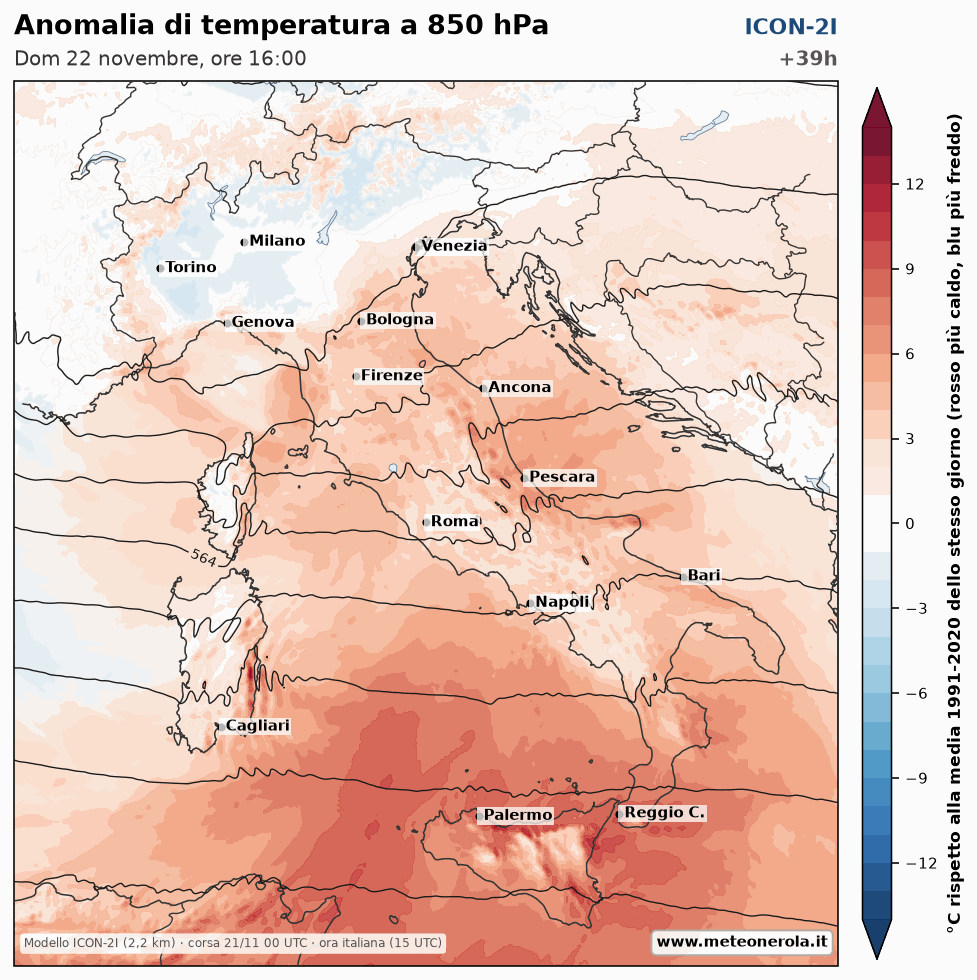 Anomalia di temperatura a 850 hPa
ICON-2I
Dom 22 novembre, ore 16:00
+39h
Milano
Venezia
Torino
Genova
Bologna
Firenze
Ancona
Pescara
Roma
564
Bari
Napoli
Cagliari
Palermo
Reggio C.
Modello ICON-2I (2,2 km) · corsa 21/11 00 UTC · ora italiana (15 UTC)
www.meteonerola.it
12
9
6
3
0
−3
−6
−9
−12
°C rispetto alla media 1991-2020 dello stesso giorno (rosso più caldo, blu più freddo)